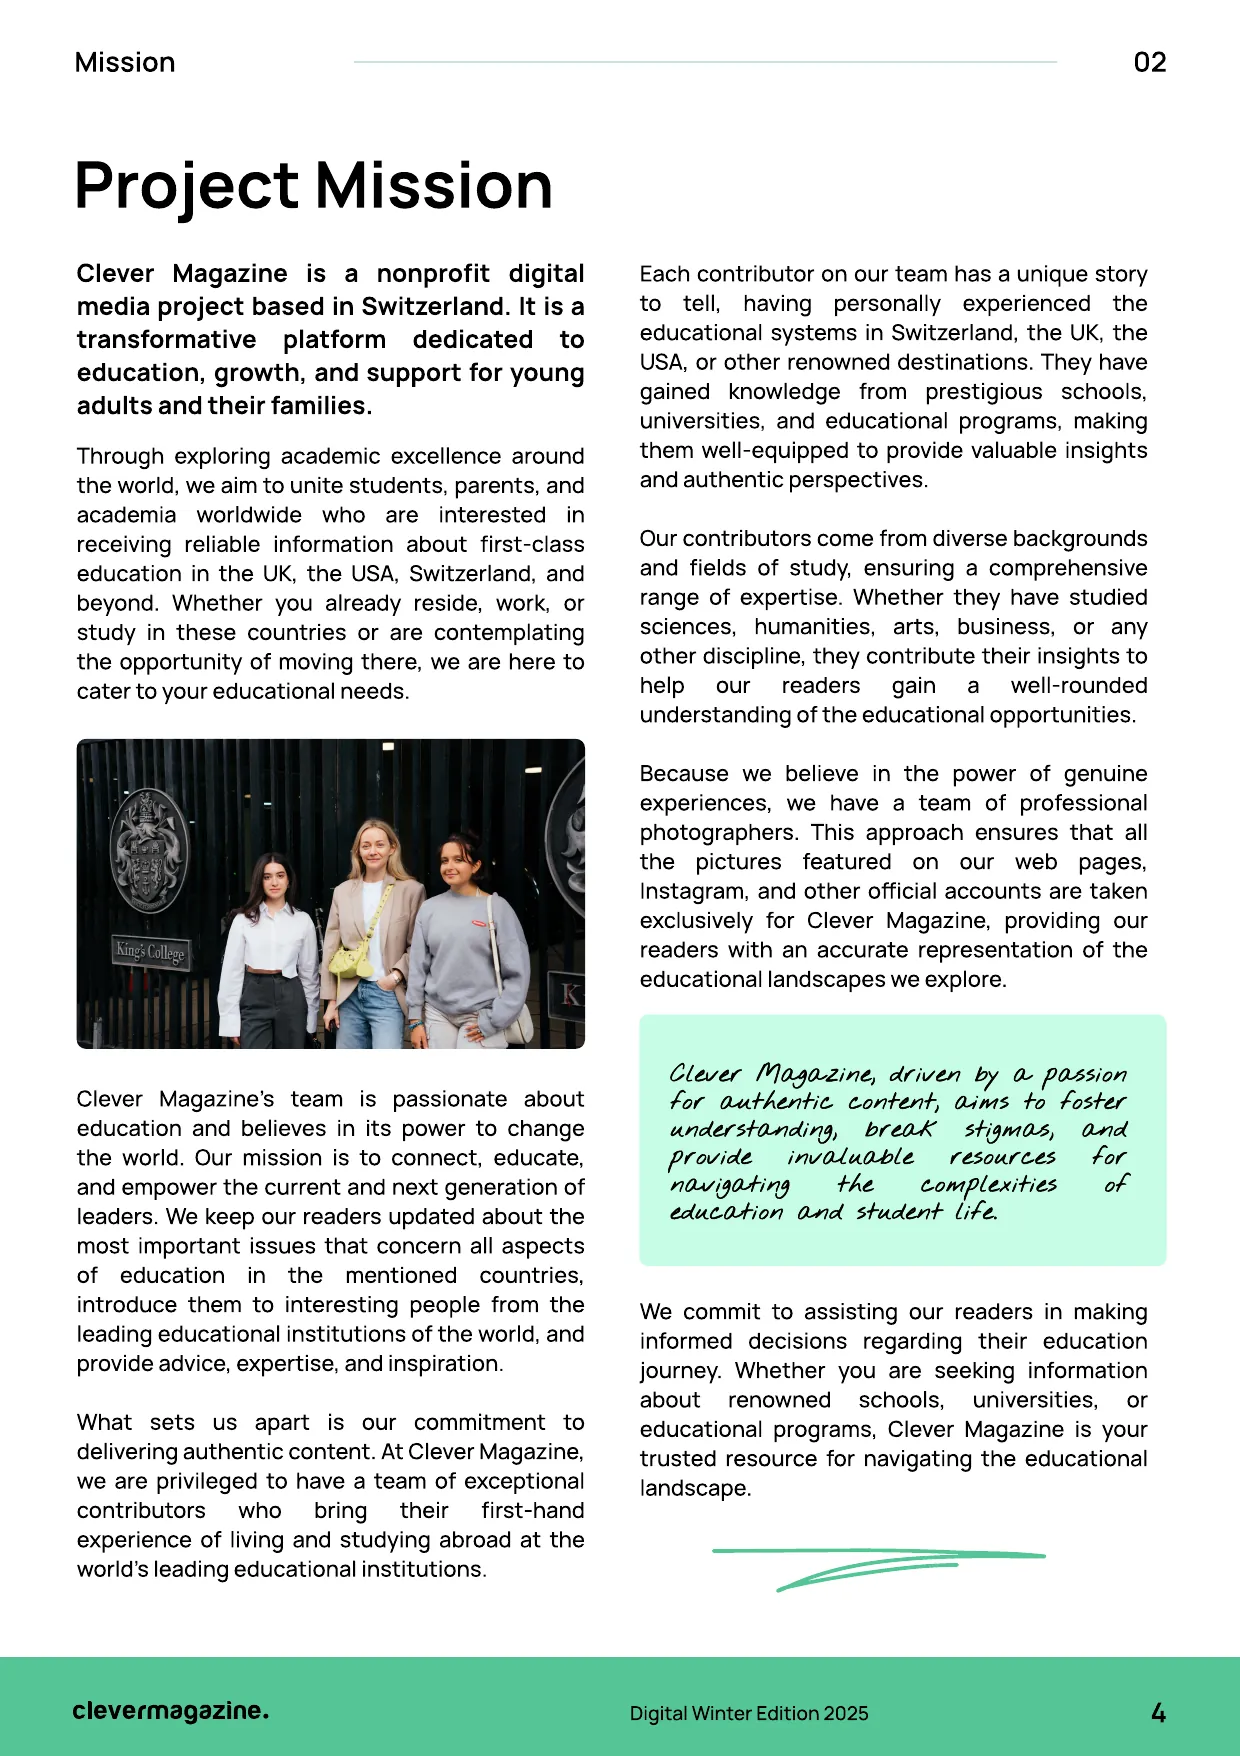 Mission
02
Project Mission
Clever Magazine is a nonprofit digital
media project based in Switzerland. It is a
transformative platform dedicated to
education, growth, and support for young
adults and their families.
Through exploring academic excellence around
the world, we aim to unite students, parents, and
academia worldwide who are interested in
receiving reliable information about first-class
education in the UK, the USA, Switzerland, and
beyond. Whether you already reside, work, or
study in these countries or are contemplating
the opportunity of moving there, we are here to
cater to your educational needs.
King's College
K
Clever Magazine's team is passionate about
education and believes in its power to change
the world. Our mission is to connect, educate,
and empower the current and next generation of
leaders. We keep our readers updated about the
most important issues that concern all aspects
of education in the mentioned countries,
introduce them to interesting people from the
leading educational institutions of the world, and
provide advice, expertise, and inspiration.
What sets us apart is our commitment to
delivering authentic content. At Clever Magazine,
we are privileged to have a team of exceptional
contributors who bring their first-hand
experience of living and studying abroad at the
world's leading educational institutions.
Each contributor on our team has a unique story
to tell, having personally experienced the
educational systems in Switzerland, the UK, the
USA, or other renowned destinations. They have
gained knowledge from prestigious schools,
universities, and educational programs, making
them well-equipped to provide valuable insights
and authentic perspectives.
Our contributors come from diverse backgrounds
and fields of study, ensuring a comprehensive
range of expertise. Whether they have studied
sciences, humanities, arts, business, or any
other discipline, they contribute their insights to
help our readers gain a well-rounded
understanding of the educational opportunities.
Because we believe in the power of genuine
experiences, we have a team of professional
photographers. This approach ensures that all
the pictures featured on our web pages,
Instagram, and other official accounts are taken
exclusively for Clever Magazine, providing our
readers with an accurate representation of the
educational landscapes we explore.
Clever Magazine, driven by a passion
for authentic content, aims to foster
understanding, break stigmas, and
provide invaluable resources for
navigating the complexities of
education and student life.
We commit to assisting our readers in making
informed decisions regarding their education
journey. Whether you are seeking information
about renowned schools, universities, or
educational programs, Clever Magazine is your
trusted resource for navigating the educational
landscape.
clevermagazine.
Digital Winter Edition 2025
4